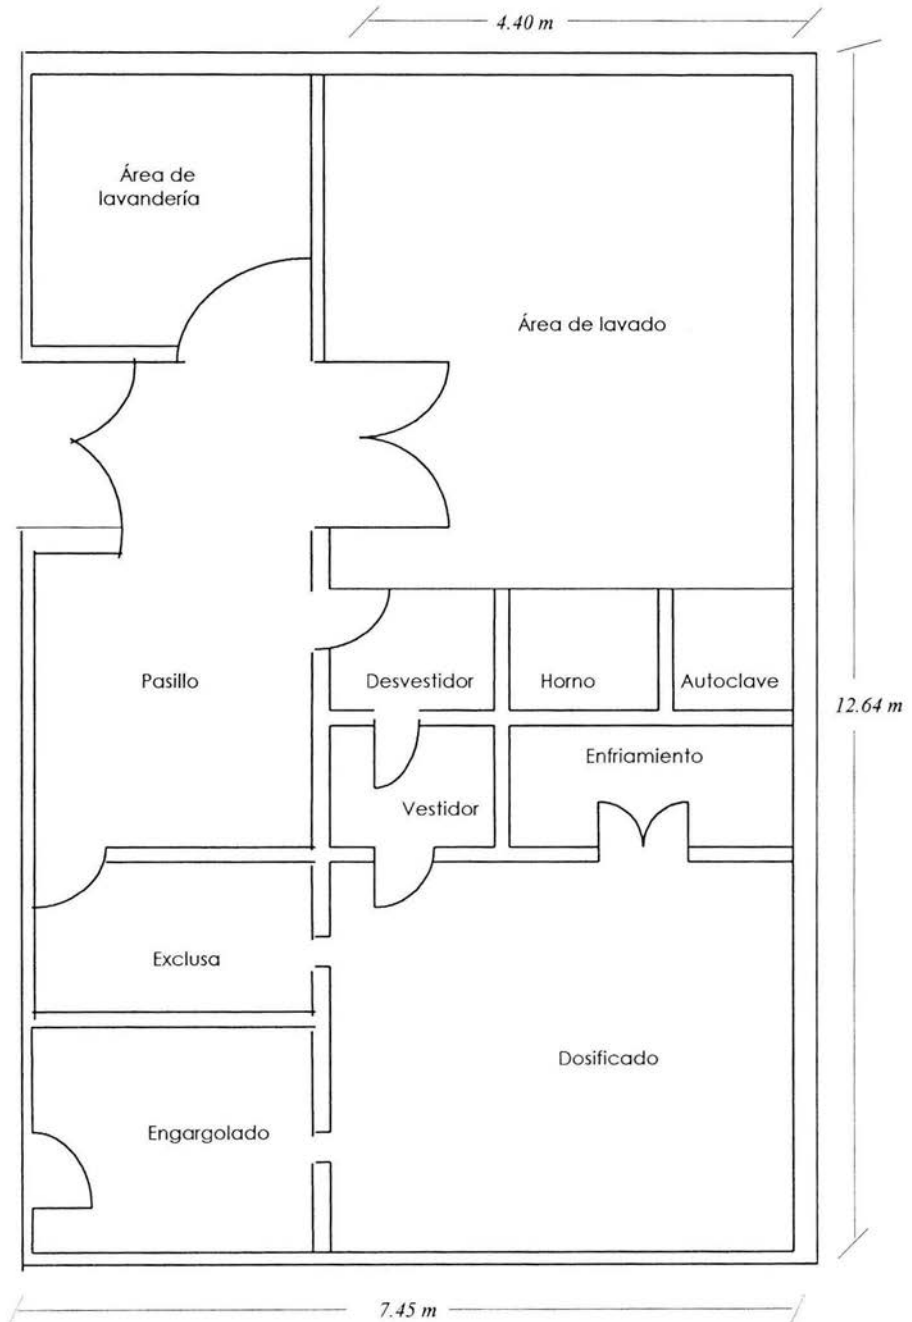 4.40 m
Área de
lavandería
Área de lavado
Pasillo
Desvestidor
Horno
Autoclave
12.64 m
Enfriamiento
Vestidor
Exclusa
Dosificado
Engargolado
7.45 m